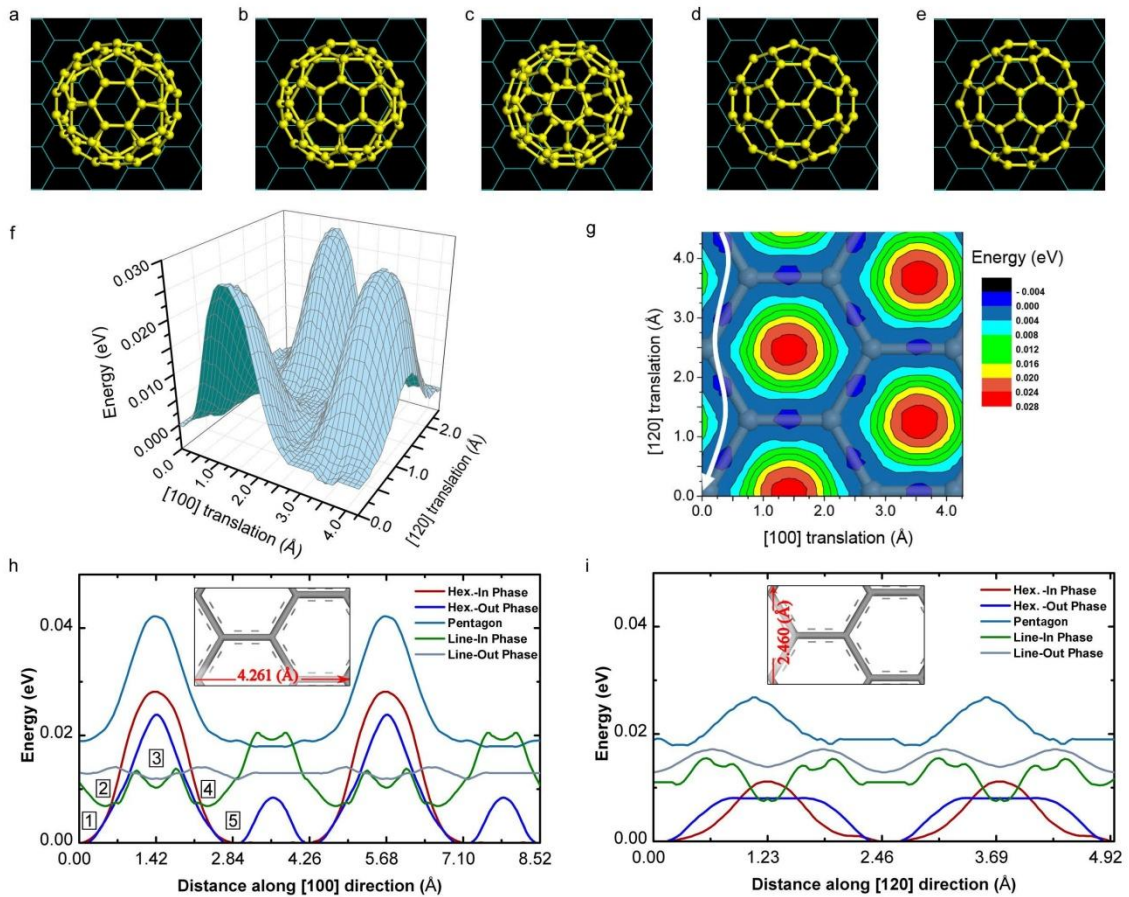 a b c d e
f
Energy (eV)
0.030
0.020
0.010
0.000
0.0 1.0 2.0 3.0 4.0
[100] translation (Å)
0.0 1.0 2.0
[120] translation (Å)
g
[120] translation (Å)
4.0
3.0
2.0
1.0
0.0
0.0 1.0 2.0 3.0 4.0
[100] translation (Å)
Energy (eV)
- 0.004
0.000
0.004
0.008
0.012
0.016
0.020
0.024
0.028
h
Energy (eV)
0.04
0.02
0.00
4.261 (Å)
Hex.-In Phase
Hex.-Out Phase
Pentagon
Line-In Phase
Line-Out Phase
1 2 3 4 5
0.00 1.42 2.84 4.26 5.68 7.10 8.52
Distance along [100] direction (Å)
i
Energy (eV)
0.04
0.02
0.00
2.460 (Å)
Hex.-In Phase
Hex. -Out Phase
Pentagon
Line-In Phase
Line-Out Phase
0.00 1.23 2.46 3.69 4.92
Distance along [120] direction (Å)